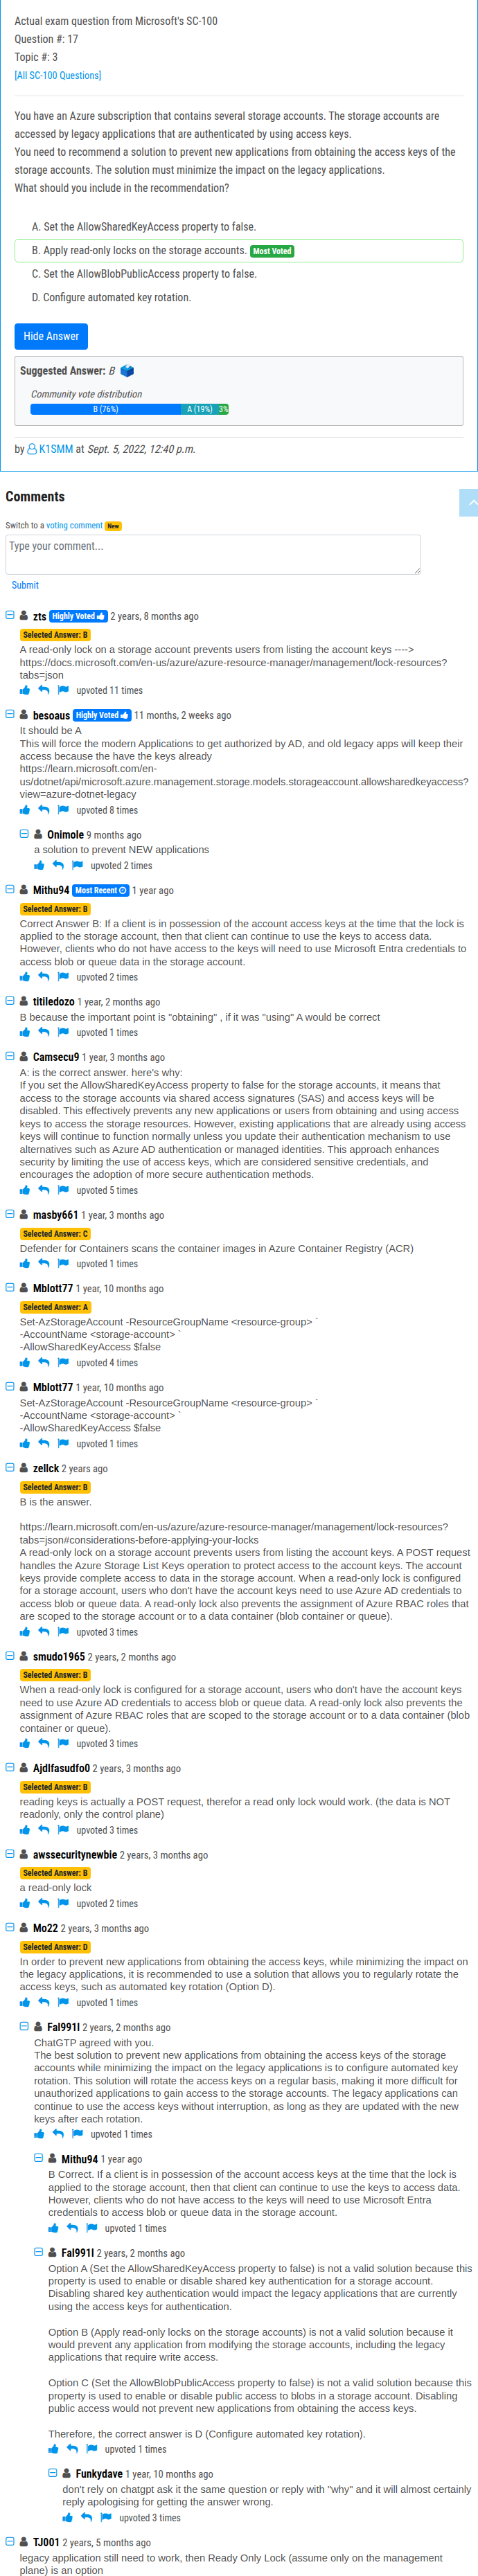 Actual exam question from Microsoft's SC-100
Question #: 17
Topic #: 3
[All SC-100 Questions]
You have an Azure subscription that contains several storage accounts. The storage accounts are
accessed by legacy applications that are authenticated by using access keys.
You need to recommend a solution to prevent new applications from obtaining the access keys of the
storage accounts. The solution must minimize the impact on the legacy applications.
What should you include in the recommendation?
A. Set the AllowSharedKeyAccess property to false.
B. Apply read-only locks on the storage accounts. Most Voted
C. Set the AllowBlobPublicAccess property to false.
D. Configure automated key rotation.
Hide Answer
Suggested Answer: B
Community vote distribution
B (76%) A (19%) 3%
by K1SMM at Sept. 5, 2022, 12:40 p.m.
Comments
Switch to a voting comment New
Type your comment...
Submit
zts Highly Voted 2 years, 8 months ago
Selected Answer: B
A read-only lock on a storage account prevents users from listing the account keys ---->
https://docs.microsoft.com/en-us/azure/azure-resource-manager/management/lock-resources?
tabs=json
upvoted 11 times
besoaus Highly Voted 11 months, 2 weeks ago
It should be A
This will force the modern Applications to get authorized by AD, and old legacy apps will keep their
access because the have the keys already
https://learn.microsoft.com/en-
us/dotnet/api/microsoft.azure.management.storage.models.storageaccount.allowsharedkeyaccess?
view=azure-dotnet-legacy
upvoted 8 times
Onimole 9 months ago
a solution to prevent NEW applications
upvoted 2 times
Mithu94 Most Recent 1 year ago
Selected Answer: B
Correct Answer B: If a client is in possession of the account access keys at the time that the lock is
applied to the storage account, then that client can continue to use the keys to access data.
However, clients who do not have access to the keys will need to use Microsoft Entra credentials to
access blob or queue data in the storage account.
upvoted 2 times
titiledozo 1 year, 2 months ago
B because the important point is "obtaining" , if it was "using" A would be correct
upvoted 1 times
Camsecu9 1 year, 3 months ago
A: is the correct answer. here's why:
If you set the AllowSharedKeyAccess property to false for the storage accounts, it means that
access to the storage accounts via shared access signatures (SAS) and access keys will be
disabled. This effectively prevents any new applications or users from obtaining and using access
keys to access the storage resources. However, existing applications that are already using access
keys will continue to function normally unless you update their authentication mechanism to use
alternatives such as Azure AD authentication or managed identities. This approach enhances
security by limiting the use of access keys, which are considered sensitive credentials, and
encourages the adoption of more secure authentication methods.
upvoted 5 times
masby661 1 year, 3 months ago
Selected Answer: C
Defender for Containers scans the container images in Azure Container Registry (ACR)
upvoted 1 times
Mblott77 1 year, 10 months ago
Selected Answer: A
Set-AzStorageAccount -ResourceGroupName <resource-group> `
-AccountName <storage-account> `
-AllowSharedKeyAccess $false
upvoted 4 times
Mblott77 1 year, 10 months ago
Set-AzStorageAccount -ResourceGroupName <resource-group> `
-AccountName <storage-account> `
-AllowSharedKeyAccess $false
upvoted 1 times
zellck 2 years ago
Selected Answer: B
B is the answer.
https://learn.microsoft.com/en-us/azure/azure-resource-manager/management/lock-resources?
tabs=json#considerations-before-applying-your-locks
A read-only lock on a storage account prevents users from listing the account keys. A POST request
handles the Azure Storage List Keys operation to protect access to the account keys. The account
keys provide complete access to data in the storage account. When a read-only lock is configured
for a storage account, users who don't have the account keys need to use Azure AD credentials to
access blob or queue data. A read-only lock also prevents the assignment of Azure RBAC roles that
are scoped to the storage account or to a data container (blob container or queue).
upvoted 3 times
smudo1965 2 years, 2 months ago
Selected Answer: B
When a read-only lock is configured for a storage account, users who don't have the account keys
need to use Azure AD credentials to access blob or queue data. A read-only lock also prevents the
assignment of Azure RBAC roles that are scoped to the storage account or to a data container (blob
container or queue).
upvoted 3 times
Ajdlfasudfo0 2 years, 3 months ago
Selected Answer: B
reading keys is actually a POST request, therefor a read only lock would work. (the data is NOT
readonly, only the control plane)
upvoted 3 times
awssecuritynewbie 2 years, 3 months ago
Selected Answer: B
a read-only lock
upvoted 2 times
Mo22 2 years, 3 months ago
Selected Answer: D
In order to prevent new applications from obtaining the access keys, while minimizing the impact on
the legacy applications, it is recommended to use a solution that allows you to regularly rotate the
access keys, such as automated key rotation (Option D).
upvoted 1 times
Fal991l 2 years, 2 months ago
ChatGTP agreed with you.
The best solution to prevent new applications from obtaining the access keys of the storage
accounts while minimizing the impact on the legacy applications is to configure automated key
rotation. This solution will rotate the access keys on a regular basis, making it more difficult for
unauthorized applications to gain access to the storage accounts. The legacy applications can
continue to use the access keys without interruption, as long as they are updated with the new
keys after each rotation.
upvoted 1 times
Mithu94 1 year ago
B Correct. If a client is in possession of the account access keys at the time that the lock is
applied to the storage account, then that client can continue to use the keys to access data.
However, clients who do not have access to the keys will need to use Microsoft Entra
credentials to access blob or queue data in the storage account.
upvoted 1 times
Fal991l 2 years, 2 months ago
Option A (Set the AllowSharedKeyAccess property to false) is not a valid solution because this
property is used to enable or disable shared key authentication for a storage account.
Disabling shared key authentication would impact the legacy applications that are currently
using the access keys for authentication.
Option B (Apply read-only locks on the storage accounts) is not a valid solution because it
would prevent any application from modifying the storage accounts, including the legacy
applications that require write access.
Option C (Set the AllowBlobPublicAccess property to false) is not a valid solution because this
property is used to enable or disable public access to blobs in a storage account. Disabling
public access would not prevent new applications from obtaining the access keys.
Therefore, the correct answer is D (Configure automated key rotation).
upvoted 1 times
Funkydave 1 year, 10 months ago
don't rely on chatgpt ask it the same question or reply with "why" and it will almost certainly
reply apologising for getting the answer wrong.
upvoted 3 times
TJ001 2 years, 5 months ago
legacy application still need to work, then Ready Only Lock (assume only on the management
plane) is an option